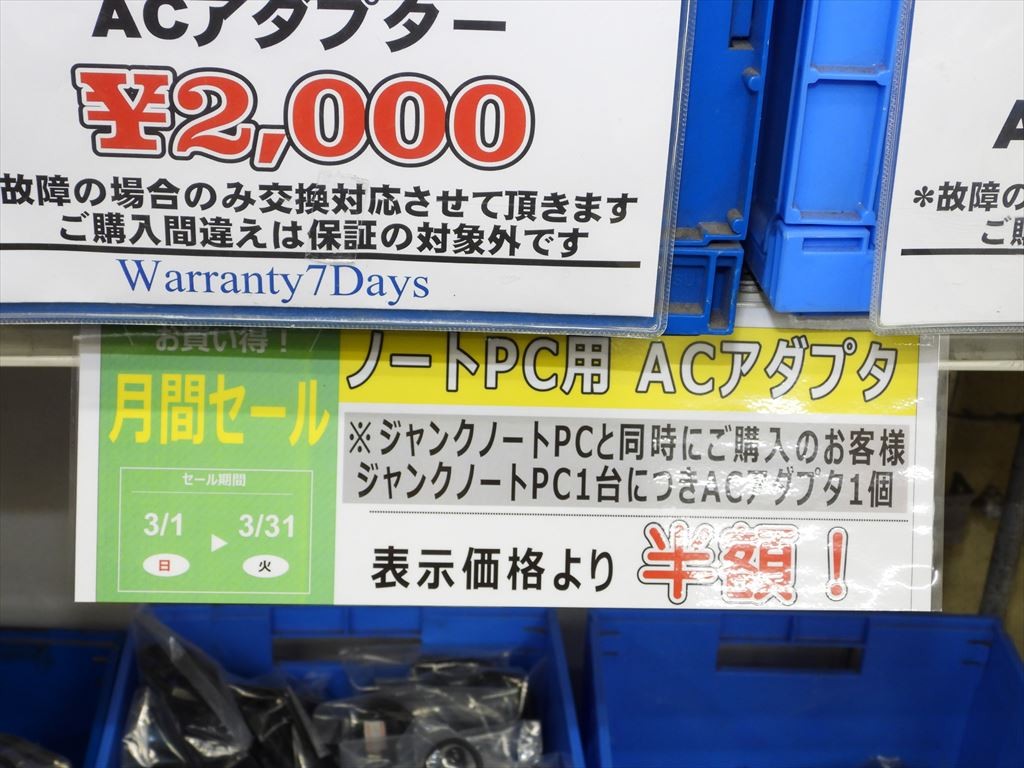 ACアダプター
¥2,000
故障の場合のみ交換対応させて頂きます
ご購入間違えは保証の対象外です
Warranty7Days
A
*故障の
ご購
お買い得！
月間セール
セール期間
3/1 ▶ 3/31
日 火
ノートPC用 ACアダプタ
※ジャンクノートPCと同時にご購入のお客様
ジャンクノートPC1台につきACアダプタ1個
表示価格より 半額！